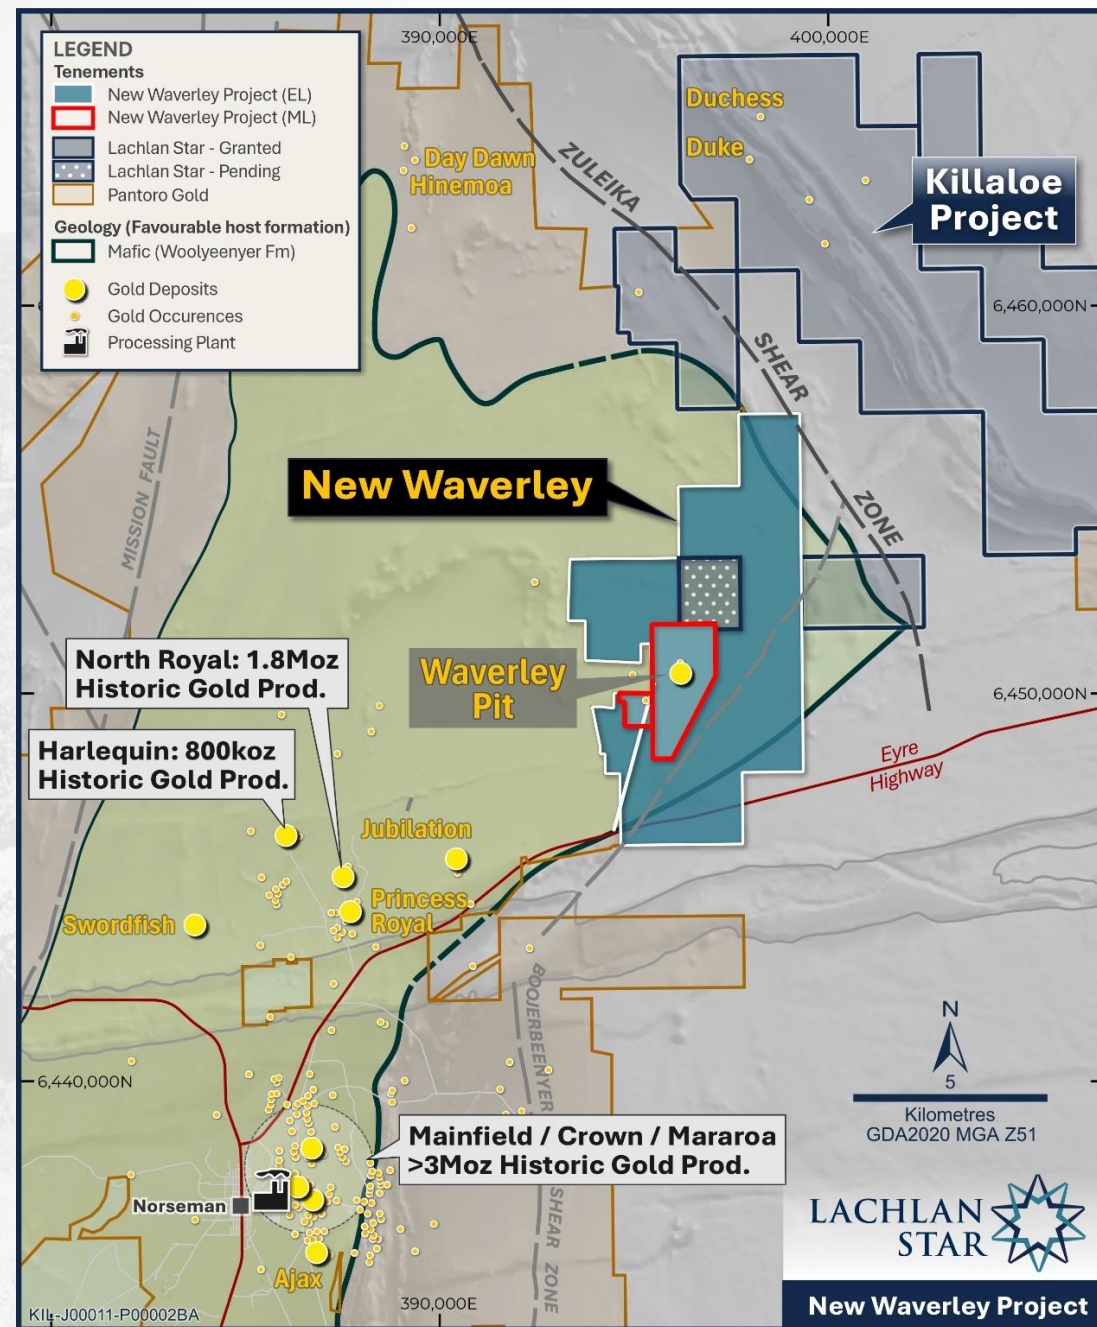 390,000E
400,000E
LEGEND
Tenements
New Waverley Project (EL)
New Waverley Project (ML)
Lachlan Star - Granted
Lachlan Star - Pending
Pantoro Gold
Geology (Favourable host formation)
Mafic (Woolyeenyer Fm)
Gold Deposits
Gold Occurences
Processing Plant
Duchess
Duke
Day Dawn
Hinemoa
ZULEIKA
SHEAR
ZONE
Killaloe
Project
6,460,000N
MISSION FAULT
New Waverley
Waverley
Pit
North Royal: 1.8Moz
Historic Gold Prod.
6,450,000N
Harlequin: 800koz
Historic Gold Prod.
Eyre
Highway
Jubilation
Princess
Royal
Swordfish
BOOJERBEENYER
SHEAR ZONE
6,440,000N
N
5
Kilometres
GDA2020 MGA Z51
Mainfield / Crown / Mararoa
>3Moz Historic Gold Prod.
Norseman
Ajax
LACHLAN
STAR
390,000E
KIL-J00011-P00002BA
New Waverley Project